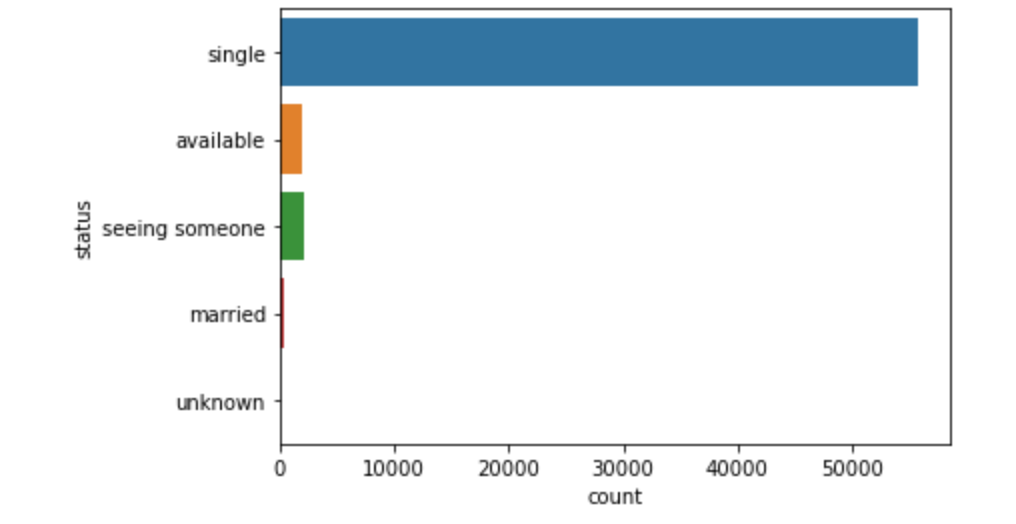 single
available
seeing someone
married
unknown
status
0 10000 20000 30000 40000 50000
count